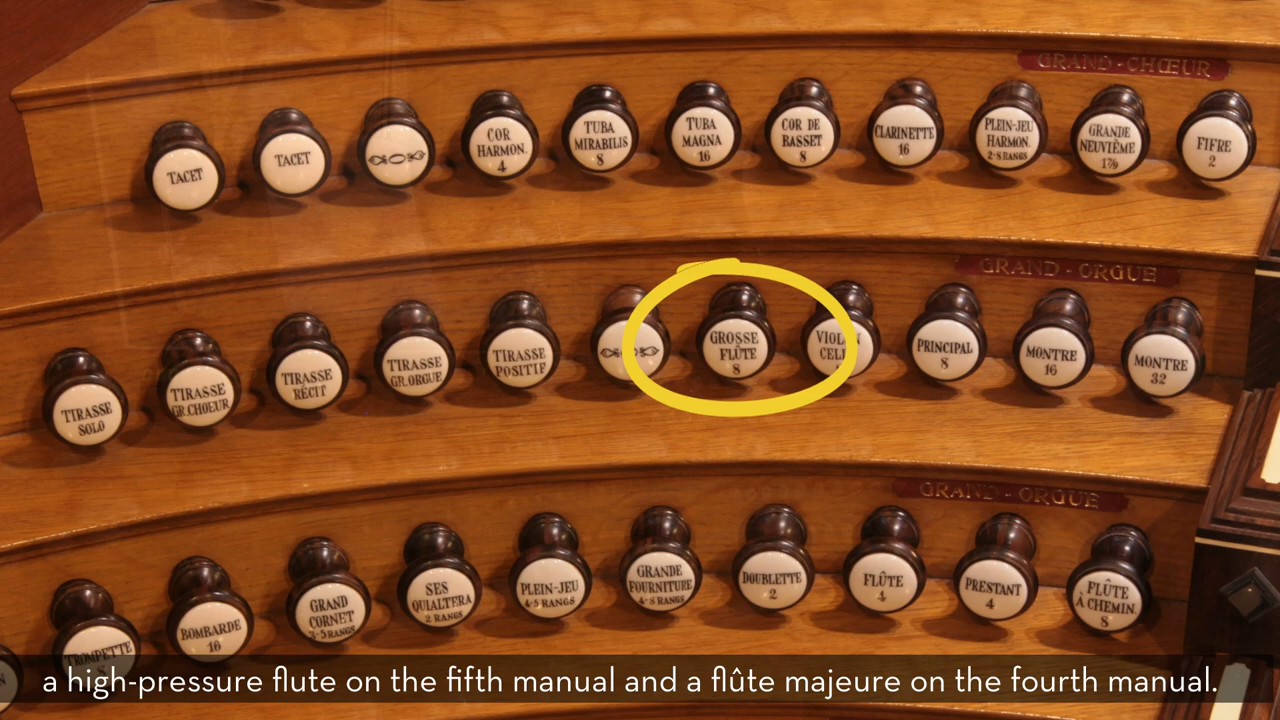 GRAND-CHŒUR
TACET
TACET
COR
HARMON.
4
TUBA
MIRABILIS
8
TUBA
MAGNA
16
COR DE
BASSET
8
CLARINETTE
16
PLEIN-JEU
HARMON.
2-8 RANGS
GRANDE
NEUVIÈME
1 7/9
FIFRE
2
GRAND-ORGUE
TIRASSE
SOLO
TIRASSE
GR.CHŒUR
TIRASSE
RÉCIT
TIRASSE
GR.ORGUE
TIRASSE
POSITIF
GROSSE
FLÛTE
8
PRINCIPAL
8
MONTRE
16
MONTRE
32
GRAND-ORGUE
TROMPETTE
BOMBARDE
16
GRAND
CORNET
3-5 RANGS
SES
QUIALTERA
2 RANGS
PLEIN-JEU
4-5 RANGS
GRANDE
FOURNITURE
4-8 RANGS
DOUBLETTE
2
FLÛTE
4
PRESTANT
4
FLÛTE
À CHEMIN.
8
a high-pressure flute on the fifth manual and a flûte majeure on the fourth manual.